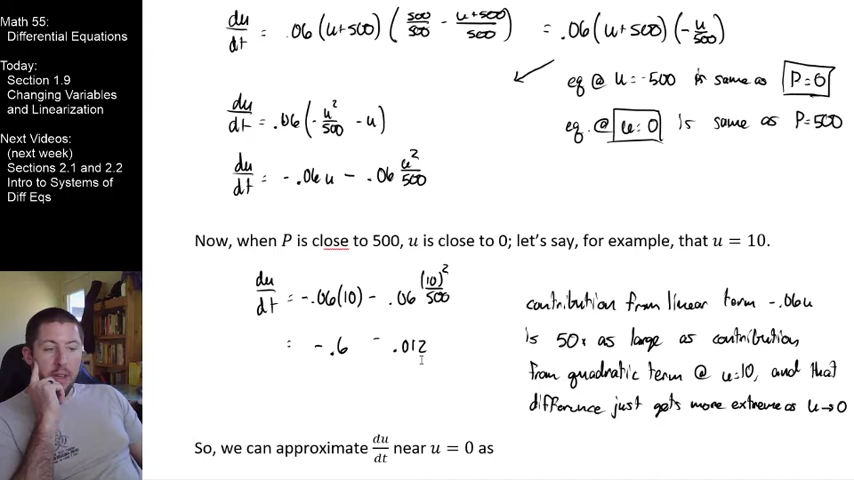 Math 55:
Differential Equations
Today:
Section 1.9
Changing Variables
and Linearization
Next Videos:
(next week)
Sections 2.1 and 2.2
Intro to Systems of
Diff Eqs
du/dt = .06 (u+500) (500/500 - (u+500)/500) = .06 (u+500) (-u/500)
eq @ u=-500 is same as P=0
eq. @ u=0 is same as P=500
du/dt = .06 (-u²/500 - u)
du/dt = -.06u - .06 u²/500
Now, when P is close to 500, u is close to 0; let's say, for example, that u = 10.
du/dt = -.06(10) - .06 (10)²/500
= -.6 - .012
contribution from linear term -.06u
is 50x as large as contribution
from quadratic term @ u=10, and that
difference just gets more extreme as u→0
So, we can approximate du/dt near u = 0 as